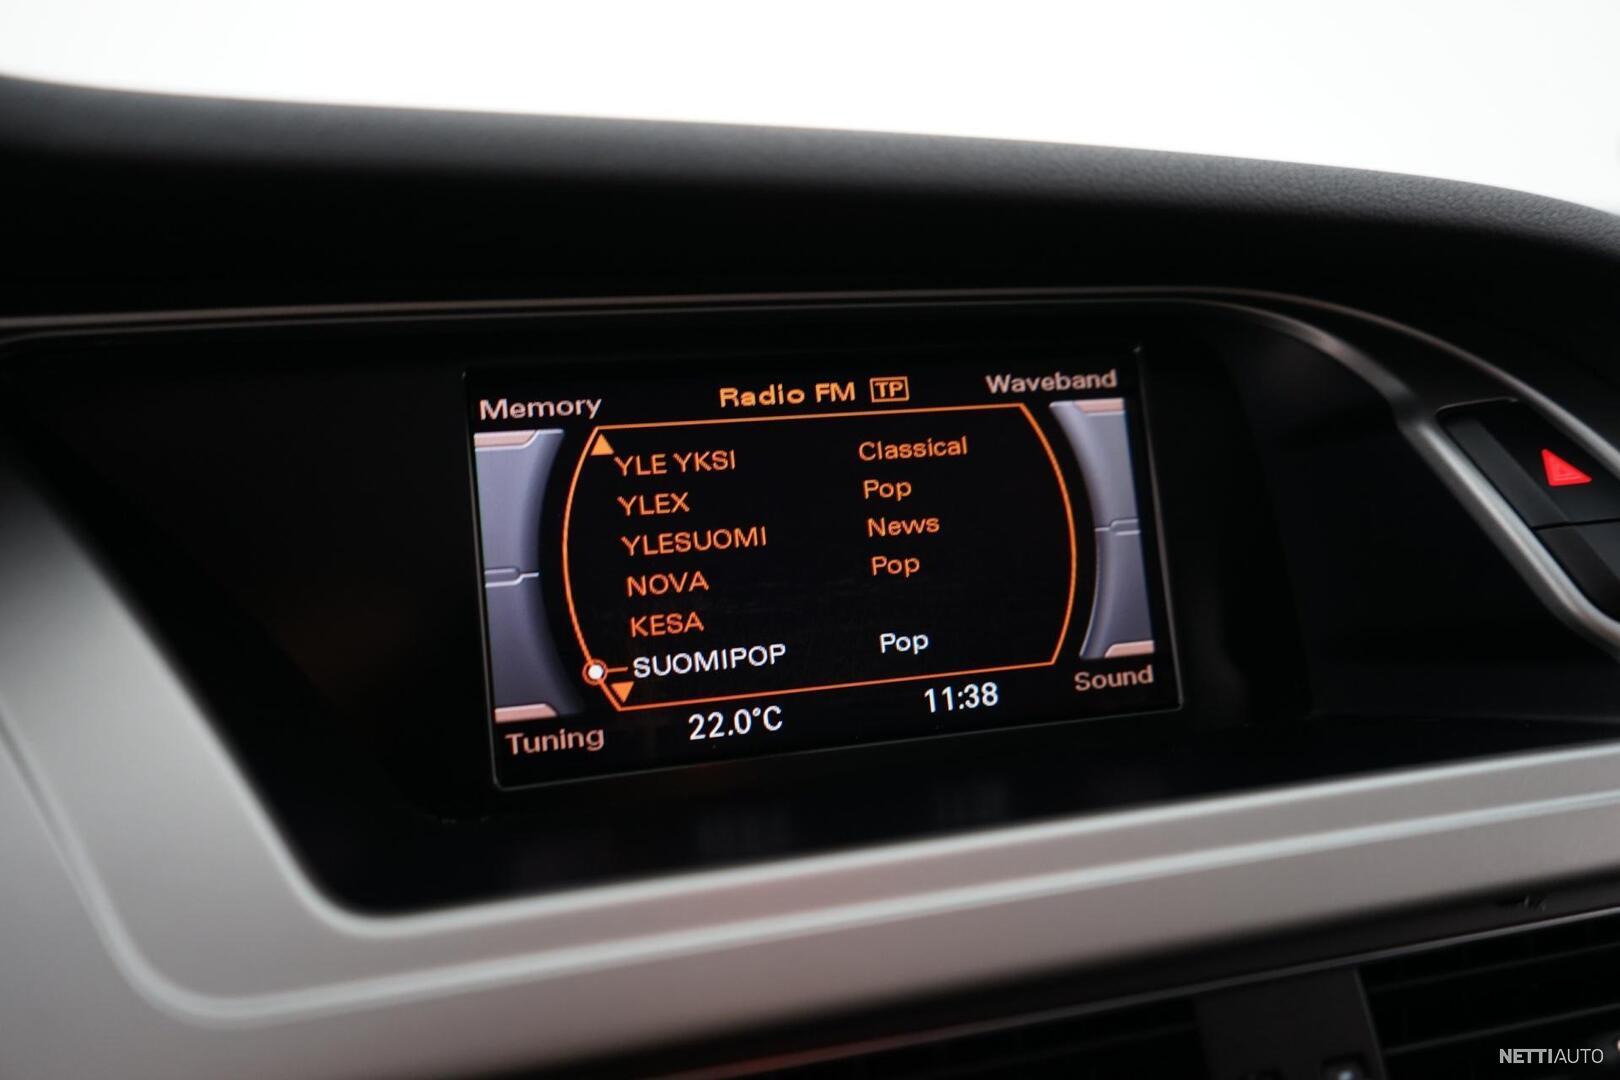 Memory
Radio FM TP
Waveband
YLE YKSI Classical
YLEX Pop
YLESUOMI News
NOVA Pop
KESA
SUOMIPOP Pop
Tuning
22.0°C
11:38
Sound
NETTIAUTO